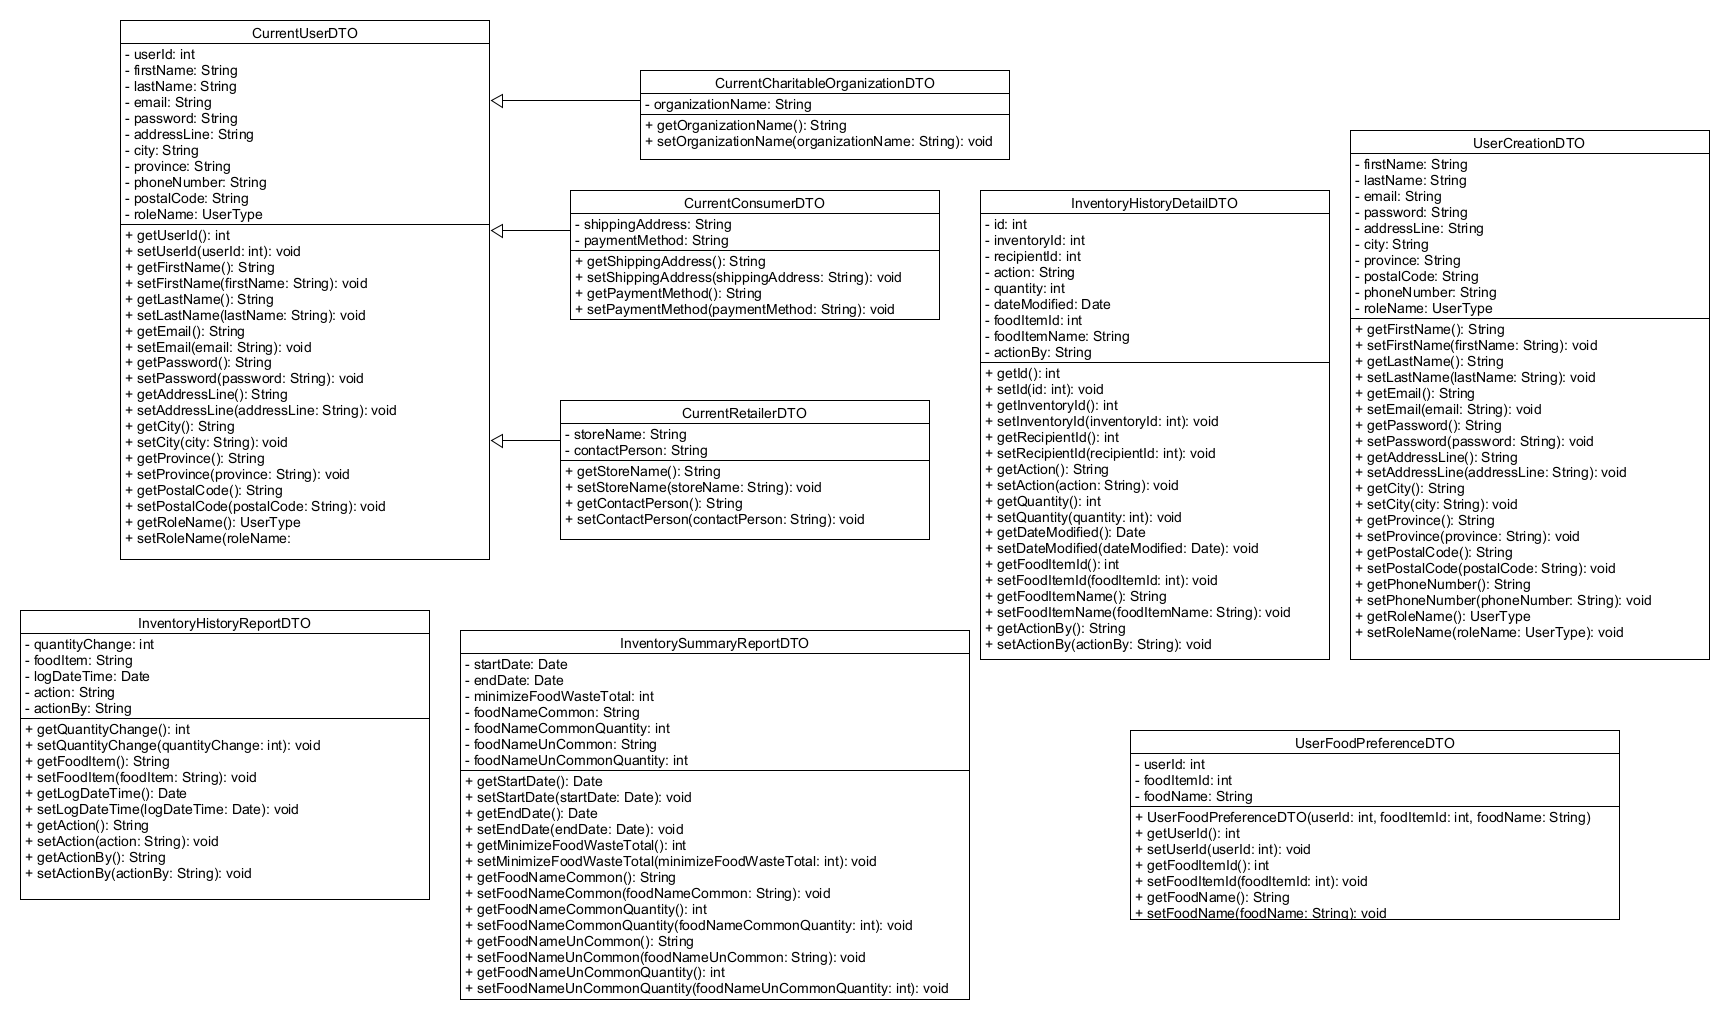 CurrentUserDTO
- userId: int
- firstName: String
- lastName: String
- email: String
- password: String
- addressLine: String
- city: String
- province: String
- phoneNumber: String
- postalCode: String
- roleName: UserType
+ getUserId(): int
+ setUserId(userId: int): void
+ getFirstName(): String
+ setFirstName(firstName: String): void
+ getLastName(): String
+ setLastName(lastName: String): void
+ getEmail(): String
+ setEmail(email: String): void
+ getPassword(): String
+ setPassword(password: String): void
+ getAddressLine(): String
+ setAddressLine(addressLine: String): void
+ getCity(): String
+ setCity(city: String): void
+ getProvince(): String
+ setProvince(province: String): void
+ getPostalCode(): String
+ setPostalCode(postalCode: String): void
+ getRoleName(): UserType
+ setRoleName(roleName:
CurrentCharitableOrganizationDTO
- organizationName: String
+ getOrganizationName(): String
+ setOrganizationName(organizationName: String): void
CurrentConsumerDTO
- shippingAddress: String
- paymentMethod: String
+ getShippingAddress(): String
+ setShippingAddress(shippingAddress: String): void
+ getPaymentMethod(): String
+ setPaymentMethod(paymentMethod: String): void
CurrentRetailerDTO
- storeName: String
- contactPerson: String
+ getStoreName(): String
+ setStoreName(storeName: String): void
+ getContactPerson(): String
+ setContactPerson(contactPerson: String): void
InventoryHistoryDetailDTO
- id: int
- inventoryId: int
- recipientId: int
- action: String
- quantity: int
- dateModified: Date
- foodItemId: int
- foodItemName: String
- actionBy: String
+ getId(): int
+ setId(id: int): void
+ getInventoryId(): int
+ setInventoryId(inventoryId: int): void
+ getRecipientId(): int
+ setRecipientId(recipientId: int): void
+ getAction(): String
+ setAction(action: String): void
+ getQuantity(): int
+ setQuantity(quantity: int): void
+ getDateModified(): Date
+ setDateModified(dateModified: Date): void
+ getFoodItemId(): int
+ setFoodItemId(foodItemId: int): void
+ getFoodItemName(): String
+ setFoodItemName(foodItemName: String): void
+ getActionBy(): String
+ setActionBy(actionBy: String): void
UserCreationDTO
- firstName: String
- lastName: String
- email: String
- password: String
- addressLine: String
- city: String
- province: String
- postalCode: String
- phoneNumber: String
- roleName: UserType
+ getFirstName(): String
+ setFirstName(firstName: String): void
+ getLastName(): String
+ setLastName(lastName: String): void
+ getEmail(): String
+ setEmail(email: String): void
+ getPassword(): String
+ setPassword(password: String): void
+ getAddressLine(): String
+ setAddressLine(addressLine: String): void
+ getCity(): String
+ setCity(city: String): void
+ getProvince(): String
+ setProvince(province: String): void
+ getPostalCode(): String
+ setPostalCode(postalCode: String): void
+ getPhoneNumber(): String
+ setPhoneNumber(phoneNumber: String): void
+ getRoleName(): UserType
+ setRoleName(roleName: UserType): void
InventoryHistoryReportDTO
- quantityChange: int
- foodItem: String
- logDateTime: Date
- action: String
- actionBy: String
+ getQuantityChange(): int
+ setQuantityChange(quantityChange: int): void
+ getFoodItem(): String
+ setFoodItem(foodItem: String): void
+ getLogDateTime(): Date
+ setLogDateTime(logDateTime: Date): void
+ getAction(): String
+ setAction(action: String): void
+ getActionBy(): String
+ setActionBy(actionBy: String): void
InventorySummaryReportDTO
- startDate: Date
- endDate: Date
- minimizeFoodWasteTotal: int
- foodNameCommon: String
- foodNameCommonQuantity: int
- foodNameUnCommon: String
- foodNameUnCommonQuantity: int
+ getStartDate(): Date
+ setStartDate(startDate: Date): void
+ getEndDate(): Date
+ setEndDate(endDate: Date): void
+ getMinimizeFoodWasteTotal(): int
+ setMinimizeFoodWasteTotal(minimizeFoodWasteTotal: int): void
+ getFoodNameCommon(): String
+ setFoodNameCommon(foodNameCommon: String): void
+ getFoodNameCommonQuantity(): int
+ setFoodNameCommonQuantity(foodNameCommonQuantity: int): void
+ getFoodNameUnCommon(): String
+ setFoodNameUnCommon(foodNameUnCommon: String): void
+ getFoodNameUnCommonQuantity(): int
+ setFoodNameUnCommonQuantity(foodNameUnCommonQuantity: int): void
UserFoodPreferenceDTO
- userId: int
- foodItemId: int
- foodName: String
+ UserFoodPreferenceDTO(userId: int, foodItemId: int, foodName: String)
+ getUserId(): int
+ setUserId(userId: int): void
+ getFoodItemId(): int
+ setFoodItemId(foodItemId: int): void
+ getFoodName(): String
+ setFoodName(foodName: String): void